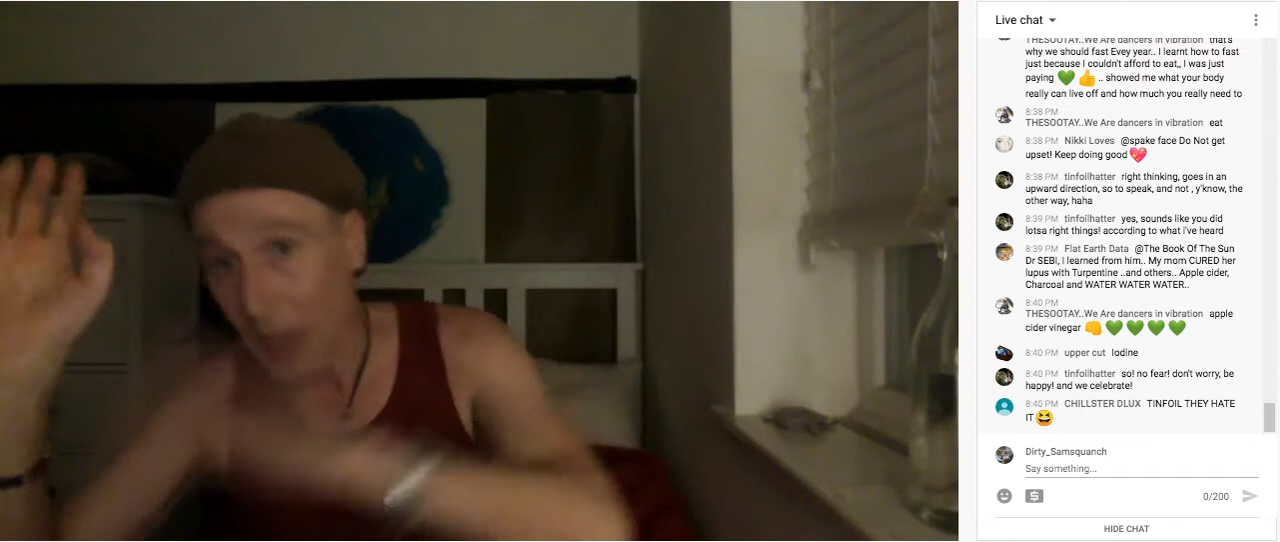 Live chat
THESOOTAY..We Are dancers in vibration that's
why we should fast Evey year.. I learnt how to fast
just because I couldn't afford to eat,, I was just
paying 💚 👍 .. showed me what your body
really can live off and how much you really need to
8:38 PM
THESOOTAY..We Are dancers in vibration eat
8:38 PM Nikki Loves @spake face Do Not get
upset! Keep doing good 💖
8:38 PM tinfoilhatter right thinking, goes in an
upward direction, so to speak, and not , y'know, the
other way, haha
8:39 PM tinfoilhatter yes, sounds like you did
lotsa right things! according to what i've heard
8:39 PM Flat Earth Data @The Book Of The Sun
Dr SEBI, I learned from him.. My mom CURED her
lupus with Turpentine ..and others.. Apple cider,
Charcoal and WATER WATER WATER..
8:40 PM
THESOOTAY..We Are dancers in vibration apple
cider vinegar 👊 💚 💚 💚 💚
8:40 PM upper cut Iodine
8:40 PM tinfoilhatter so! no fear! don't worry, be
happy! and we celebrate!
8:40 PM CHILLSTER DLUX TINFOIL THEY HATE
IT 😆
Dirty_Samsquanch
Say something...
0/200
HIDE CHAT